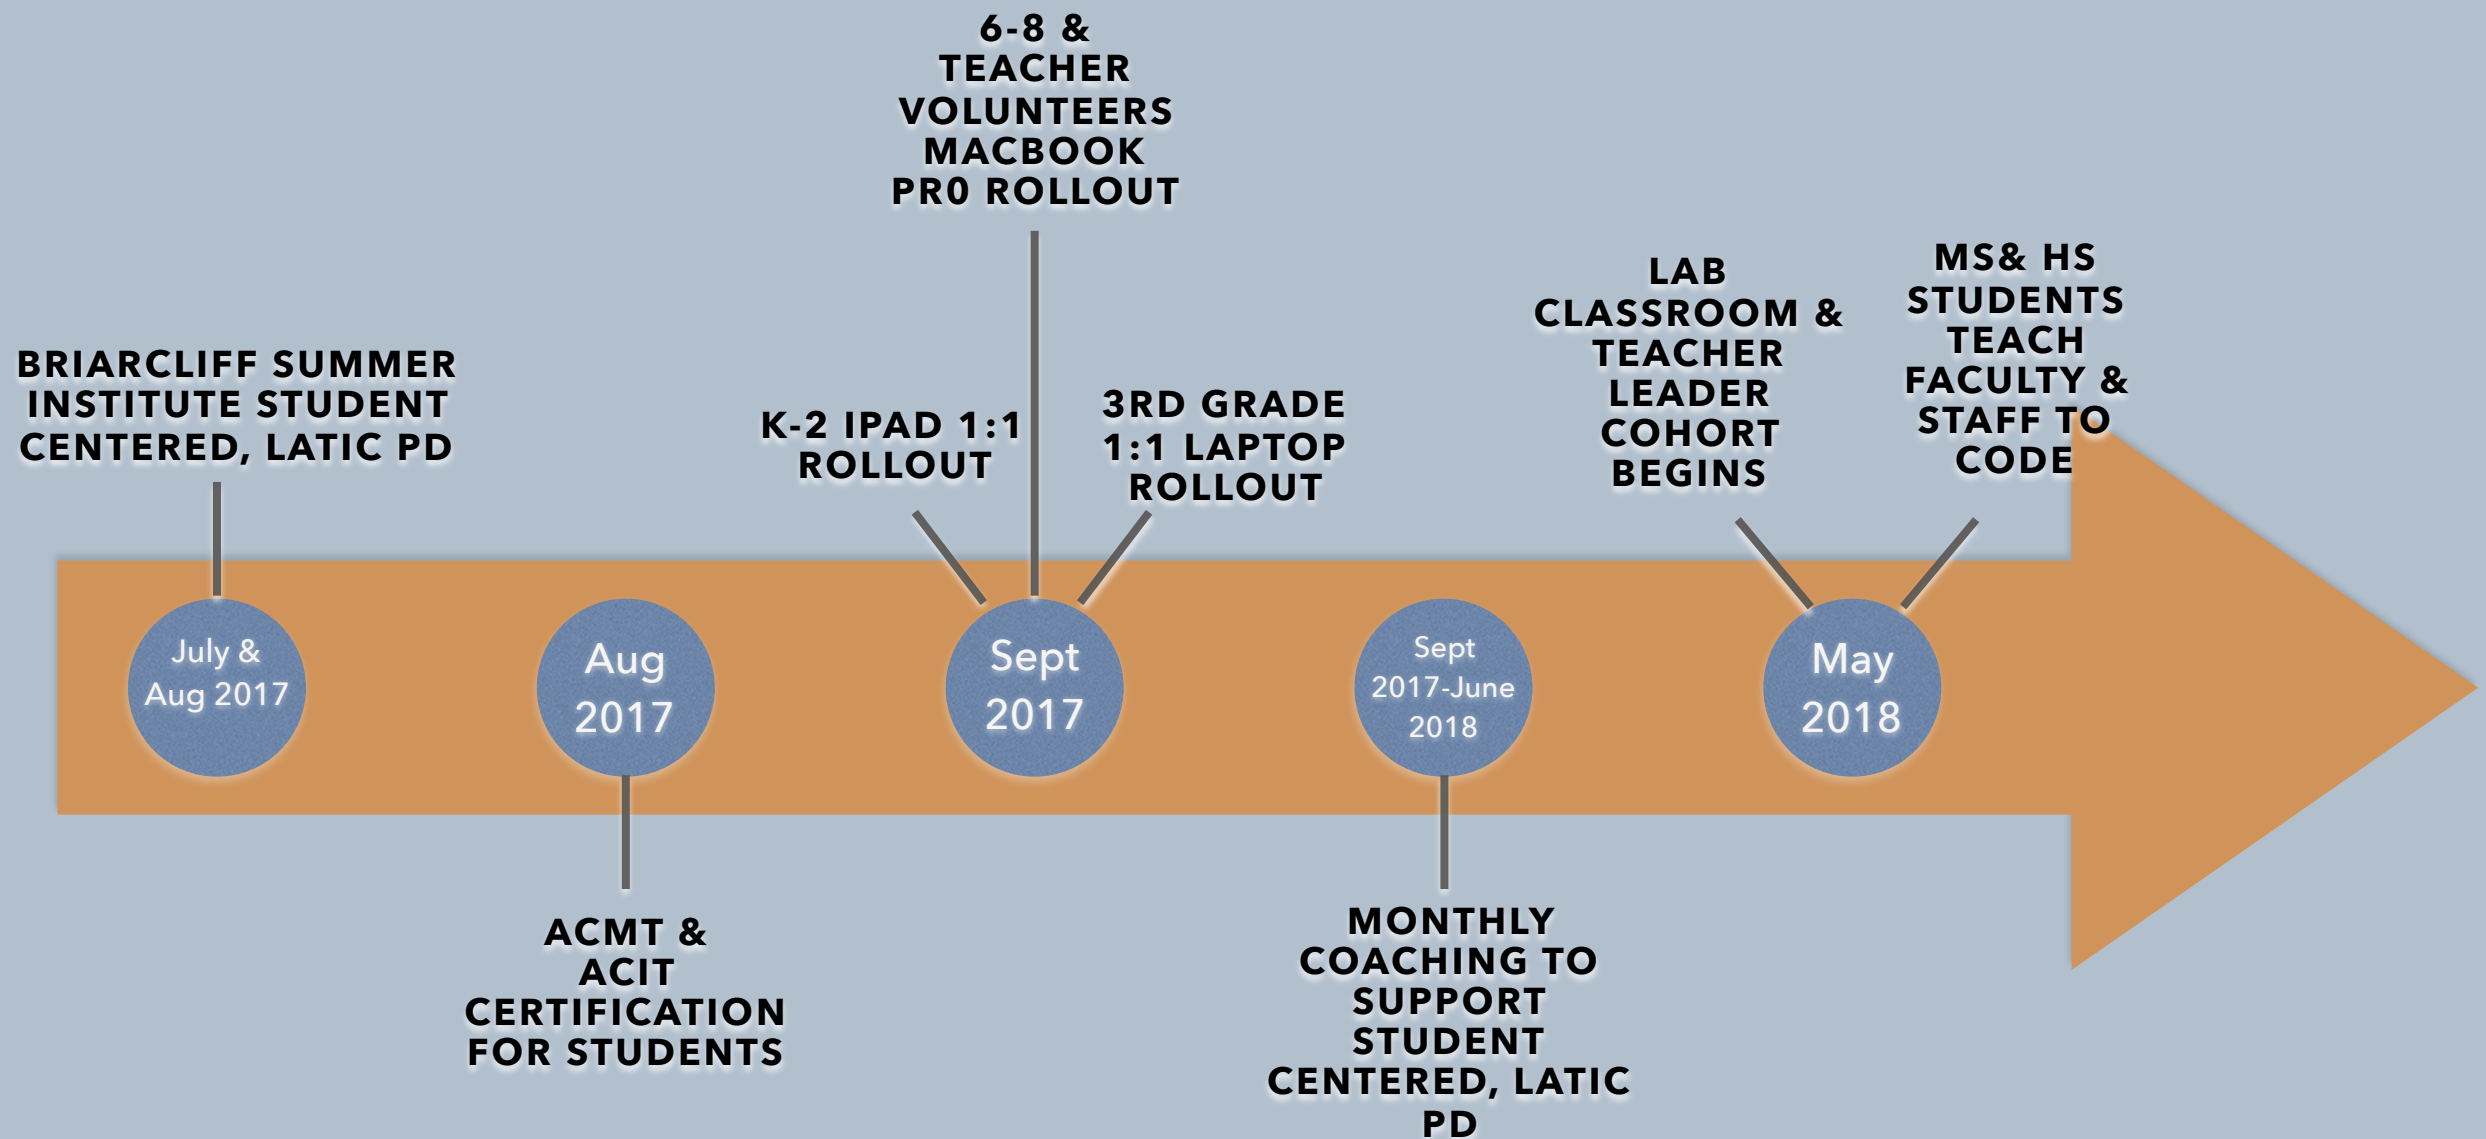 BRIARCLIFF SUMMER
INSTITUTE STUDENT
CENTERED, LATIC PD
July &
Aug 2017
Aug
2017
ACMT &
ACIT
CERTIFICATION
FOR STUDENTS
K-2 IPAD 1:1
ROLLOUT
6-8 &
TEACHER
VOLUNTEERS
MACBOOK
PR0 ROLLOUT
3RD GRADE
1:1 LAPTOP
ROLLOUT
Sept
2017
Sept
2017-June
2018
MONTHLY
COACHING TO
SUPPORT
STUDENT
CENTERED, LATIC
PD
LAB
CLASSROOM &
TEACHER
LEADER
COHORT
BEGINS
MS& HS
STUDENTS
TEACH
FACULTY &
STAFF TO
CODE
May
2018